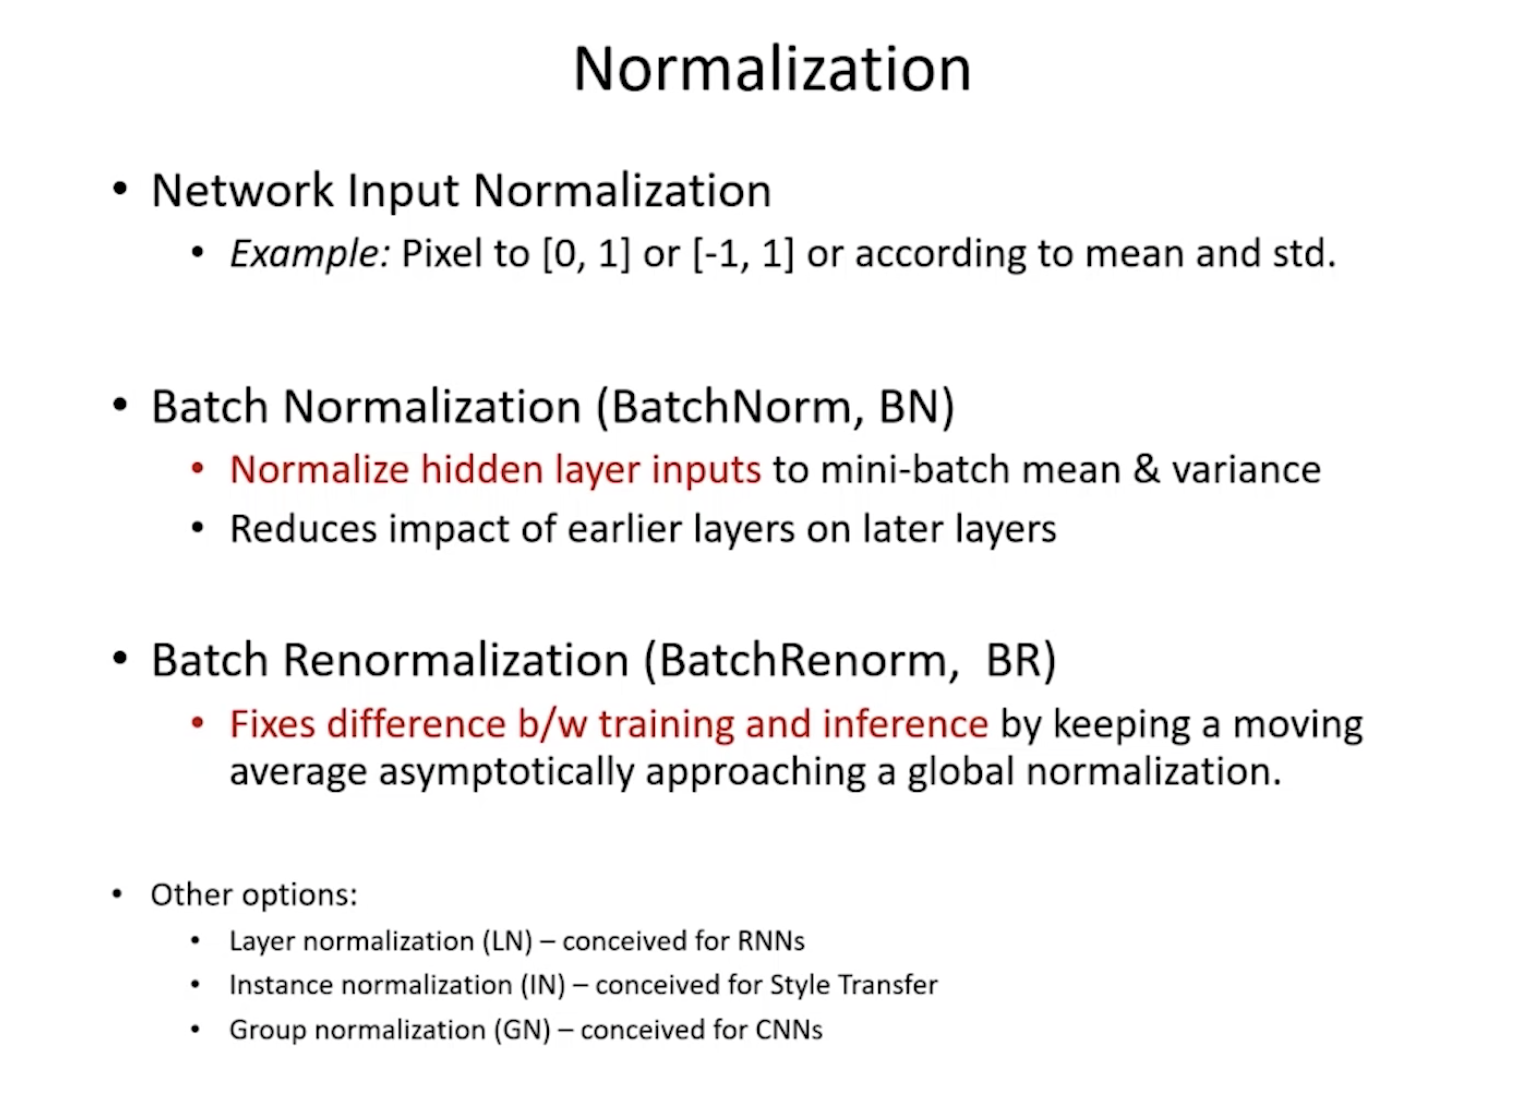 Normalization
• Network Input Normalization
• Example: Pixel to [0, 1] or [-1, 1] or according to mean and std.
• Batch Normalization (BatchNorm, BN)
• Normalize hidden layer inputs to mini-batch mean & variance
• Reduces impact of earlier layers on later layers
• Batch Renormalization (BatchRenorm, BR)
• Fixes difference b/w training and inference by keeping a moving
average asymptotically approaching a global normalization.
• Other options:
• Layer normalization (LN) – conceived for RNNs
• Instance normalization (IN) – conceived for Style Transfer
• Group normalization (GN) – conceived for CNNs